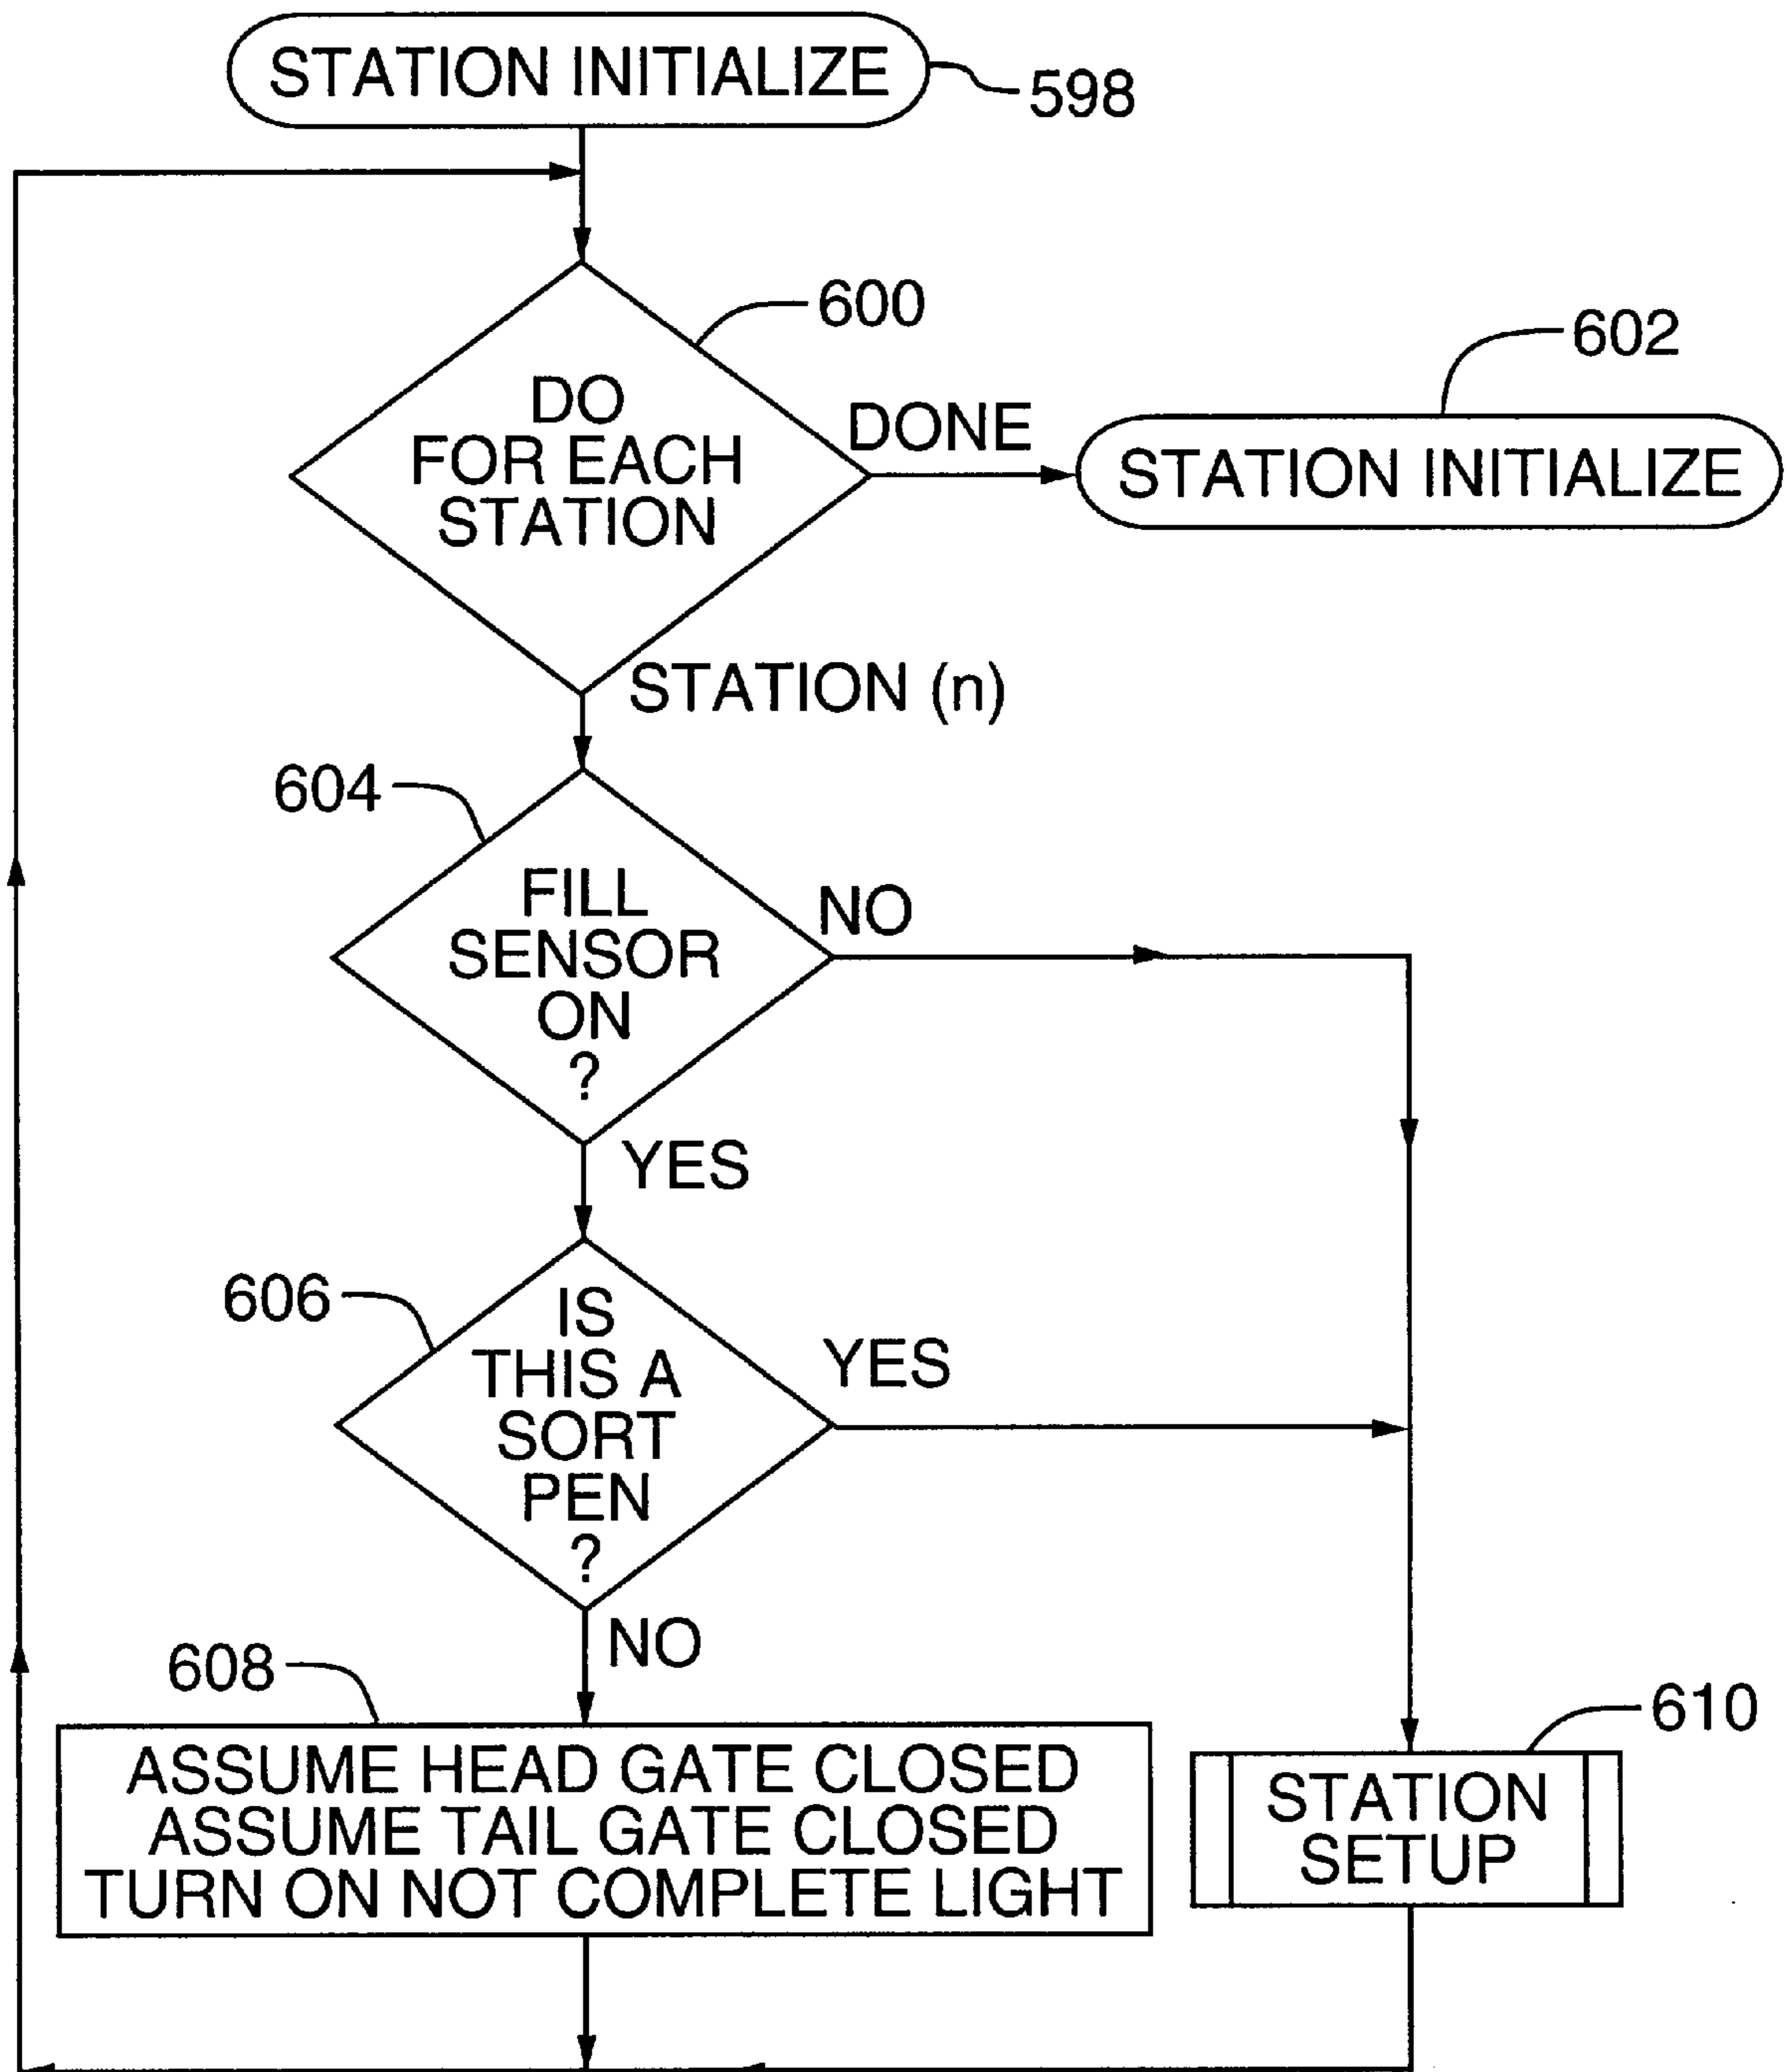 STATION INITIALIZE
598
600
602
DO
FOR EACH
STATION
DONE
STATION INITIALIZE
STATION (n)
604
FILL
SENSOR
ON
?
NO
YES
606
IS
THIS A
SORT
PEN
?
YES
NO
608
610
ASSUME HEAD GATE CLOSED
ASSUME TAIL GATE CLOSED
TURN ON NOT COMPLETE LIGHT
STATION
SETUP